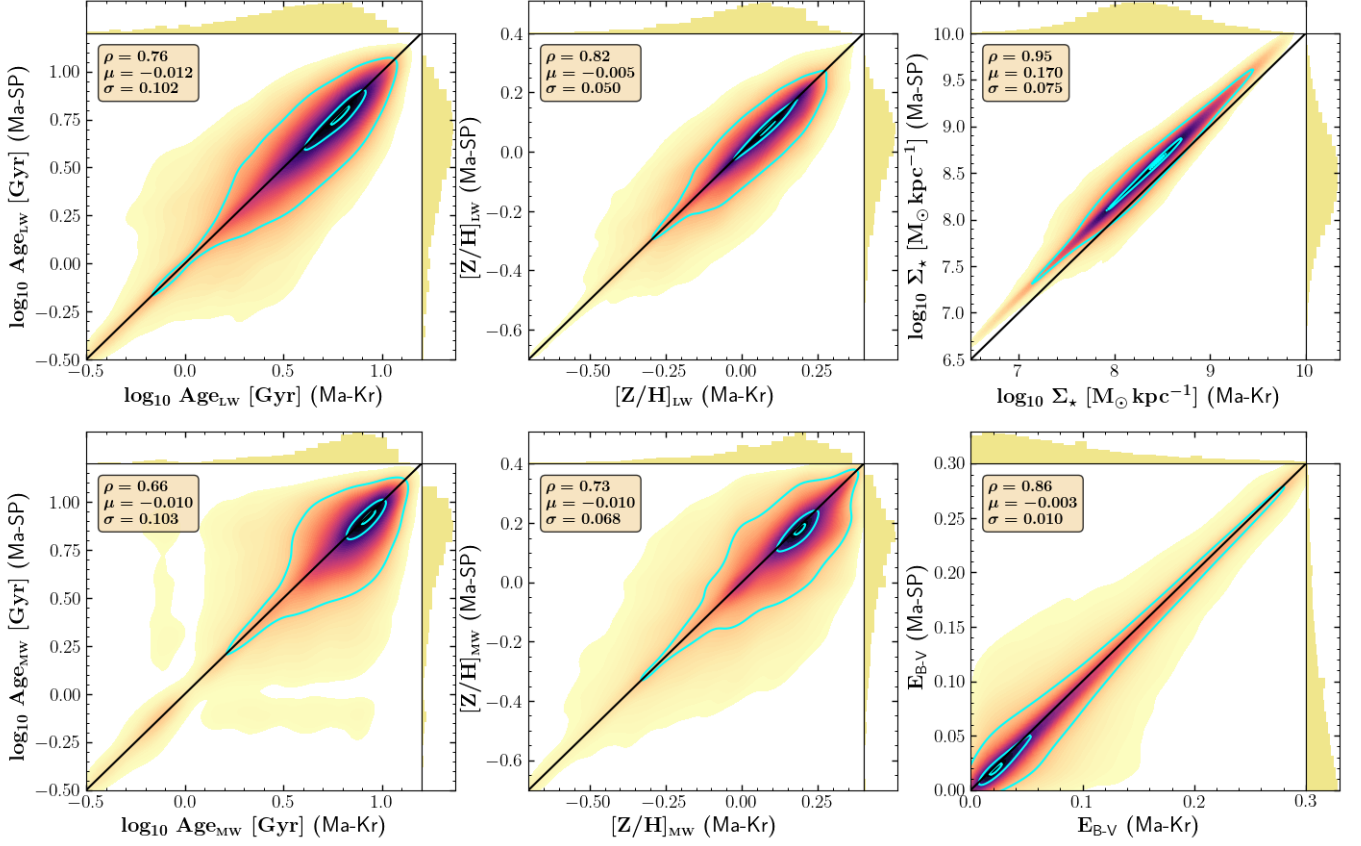 ρ = 0.76
μ = −0.012
σ = 0.102
1.00
0.75
0.50
0.25
0.00
−0.25
−0.50
−0.5 0.0 0.5 1.0
log₁₀ Age_LW [Gyr] (Ma-SP)
log₁₀ Age_LW [Gyr] (Ma-Kr)
ρ = 0.82
μ = −0.005
σ = 0.050
0.4
0.2
0.0
−0.2
−0.4
−0.6
−0.50 −0.25 0.00 0.25
[Z/H]_LW (Ma-SP)
[Z/H]_LW (Ma-Kr)
ρ = 0.95
μ = 0.170
σ = 0.075
10.0
9.5
9.0
8.5
8.0
7.5
7.0
6.5
7 8 9 10
log₁₀ Σ⋆ [M⊙ kpc⁻¹] (Ma-SP)
log₁₀ Σ⋆ [M⊙ kpc⁻¹] (Ma-Kr)
ρ = 0.66
μ = −0.010
σ = 0.103
1.00
0.75
0.50
0.25
0.00
−0.25
−0.50
−0.5 0.0 0.5 1.0
log₁₀ Age_MW [Gyr] (Ma-SP)
log₁₀ Age_MW [Gyr] (Ma-Kr)
ρ = 0.73
μ = −0.010
σ = 0.068
0.4
0.2
0.0
−0.2
−0.4
−0.6
−0.50 −0.25 0.00 0.25
[Z/H]_MW (Ma-SP)
[Z/H]_MW (Ma-Kr)
ρ = 0.86
μ = −0.003
σ = 0.010
0.30
0.25
0.20
0.15
0.10
0.05
0.00
0.0 0.1 0.2 0.3
E_B-V (Ma-SP)
E_B-V (Ma-Kr)